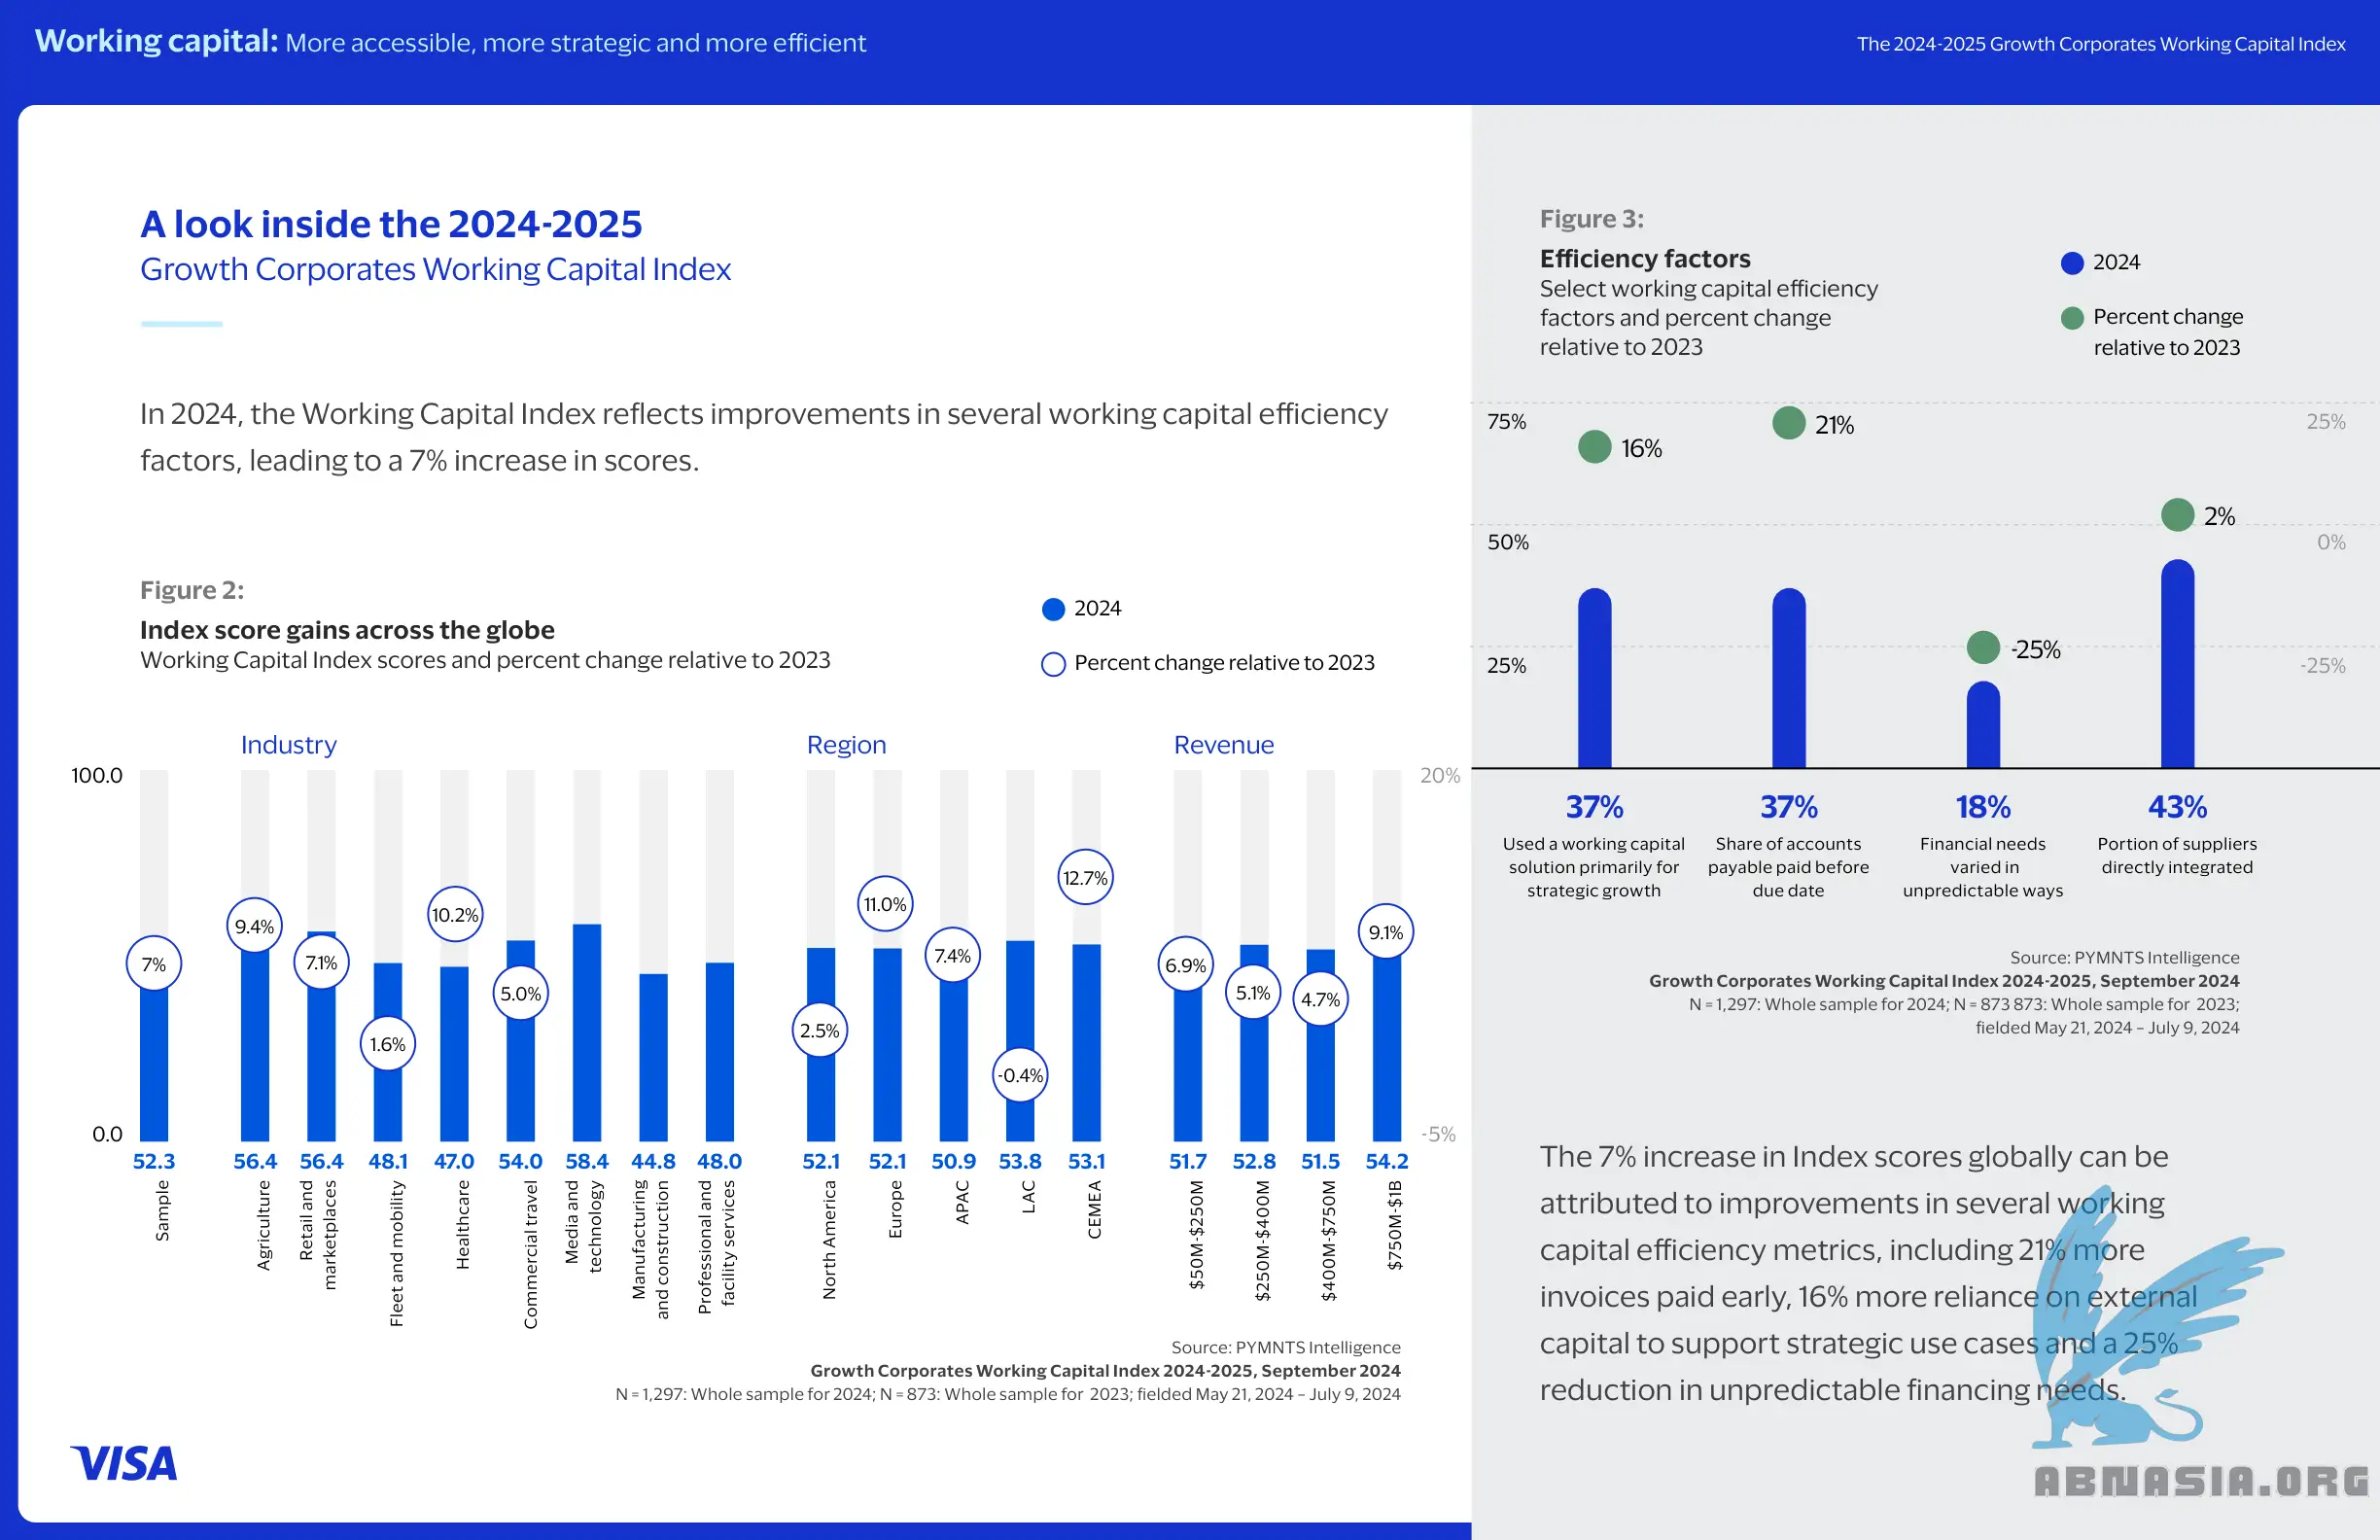 Working capital: More accessible, more strategic and more efficient
The 2024-2025 Growth Corporates Working Capital Index
A look inside the 2024-2025
Growth Corporates Working Capital Index
In 2024, the Working Capital Index reflects improvements in several working capital efficiency
factors, leading to a 7% increase in scores.
Figure 2:
Index score gains across the globe
Working Capital Index scores and percent change relative to 2023
2024
Percent change relative to 2023
Industry
Region
Revenue
100.0
20%
0.0
-5%
7%
9.4%
7.1%
1.6%
10.2%
5.0%
2.5%
11.0%
7.4%
-0.4%
12.7%
6.9%
5.1%
4.7%
9.1%
52.3
56.4
56.4
48.1
47.0
54.0
58.4
44.8
48.0
52.1
52.1
50.9
53.8
53.1
51.7
52.8
51.5
54.2
Sample
Agriculture
Retail and
marketplaces
Fleet and mobility
Healthcare
Commercial travel
Media and
technology
Manufacturing
and construction
Professional and
facility services
North America
Europe
APAC
LAC
CEMEA
$50M-$250M
$250M-$400M
$400M-$750M
$750M-$1B
Source: PYMNTS Intelligence
Growth Corporates Working Capital Index 2024-2025, September 2024
N = 1,297: Whole sample for 2024; N = 873: Whole sample for 2023; fielded May 21, 2024 – July 9, 2024
VISA
Figure 3:
Efficiency factors
Select working capital efficiency
factors and percent change
relative to 2023
2024
Percent change
relative to 2023
75%
50%
25%
25%
0%
-25%
16%
21%
-25%
2%
37%
Used a working capital
solution primarily for
strategic growth
37%
Share of accounts
payable paid before
due date
18%
Financial needs
varied in
unpredictable ways
43%
Portion of suppliers
directly integrated
Source: PYMNTS Intelligence
Growth Corporates Working Capital Index 2024-2025, September 2024
N = 1,297: Whole sample for 2024; N = 873 873: Whole sample for 2023;
fielded May 21, 2024 – July 9, 2024
The 7% increase in Index scores globally can be
attributed to improvements in several working
capital efficiency metrics, including 21% more
invoices paid early, 16% more reliance on external
capital to support strategic use cases and a 25%
reduction in unpredictable financing needs.
ABNASIA.ORG